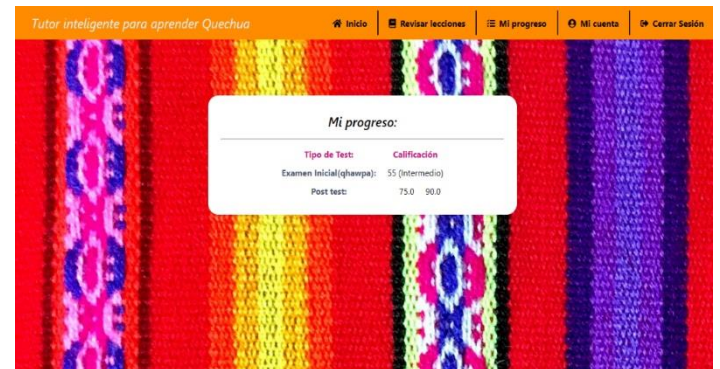 Tutor inteligente para aprender Quechua Inicio Revisar lecciones Mi progreso Mi cuenta Cerrar Sesión
Mi progreso:
Tipo de Test: Calificación
Examen Inicial(qhawpa): 55 (Intermedio)
Post test: 75.0 90.0